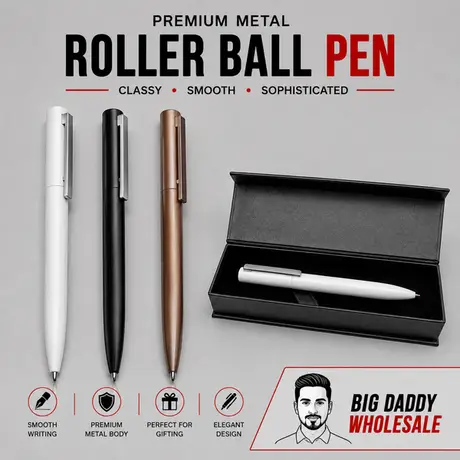 PREMIUM METAL
ROLLER BALL PEN
CLASSY • SMOOTH • SOPHISTICATED
SMOOTH
WRITING
PREMIUM
METAL BODY
PERFECT FOR
GIFTING
ELEGANT
DESIGN
BIG DADDY
WHOLESALE